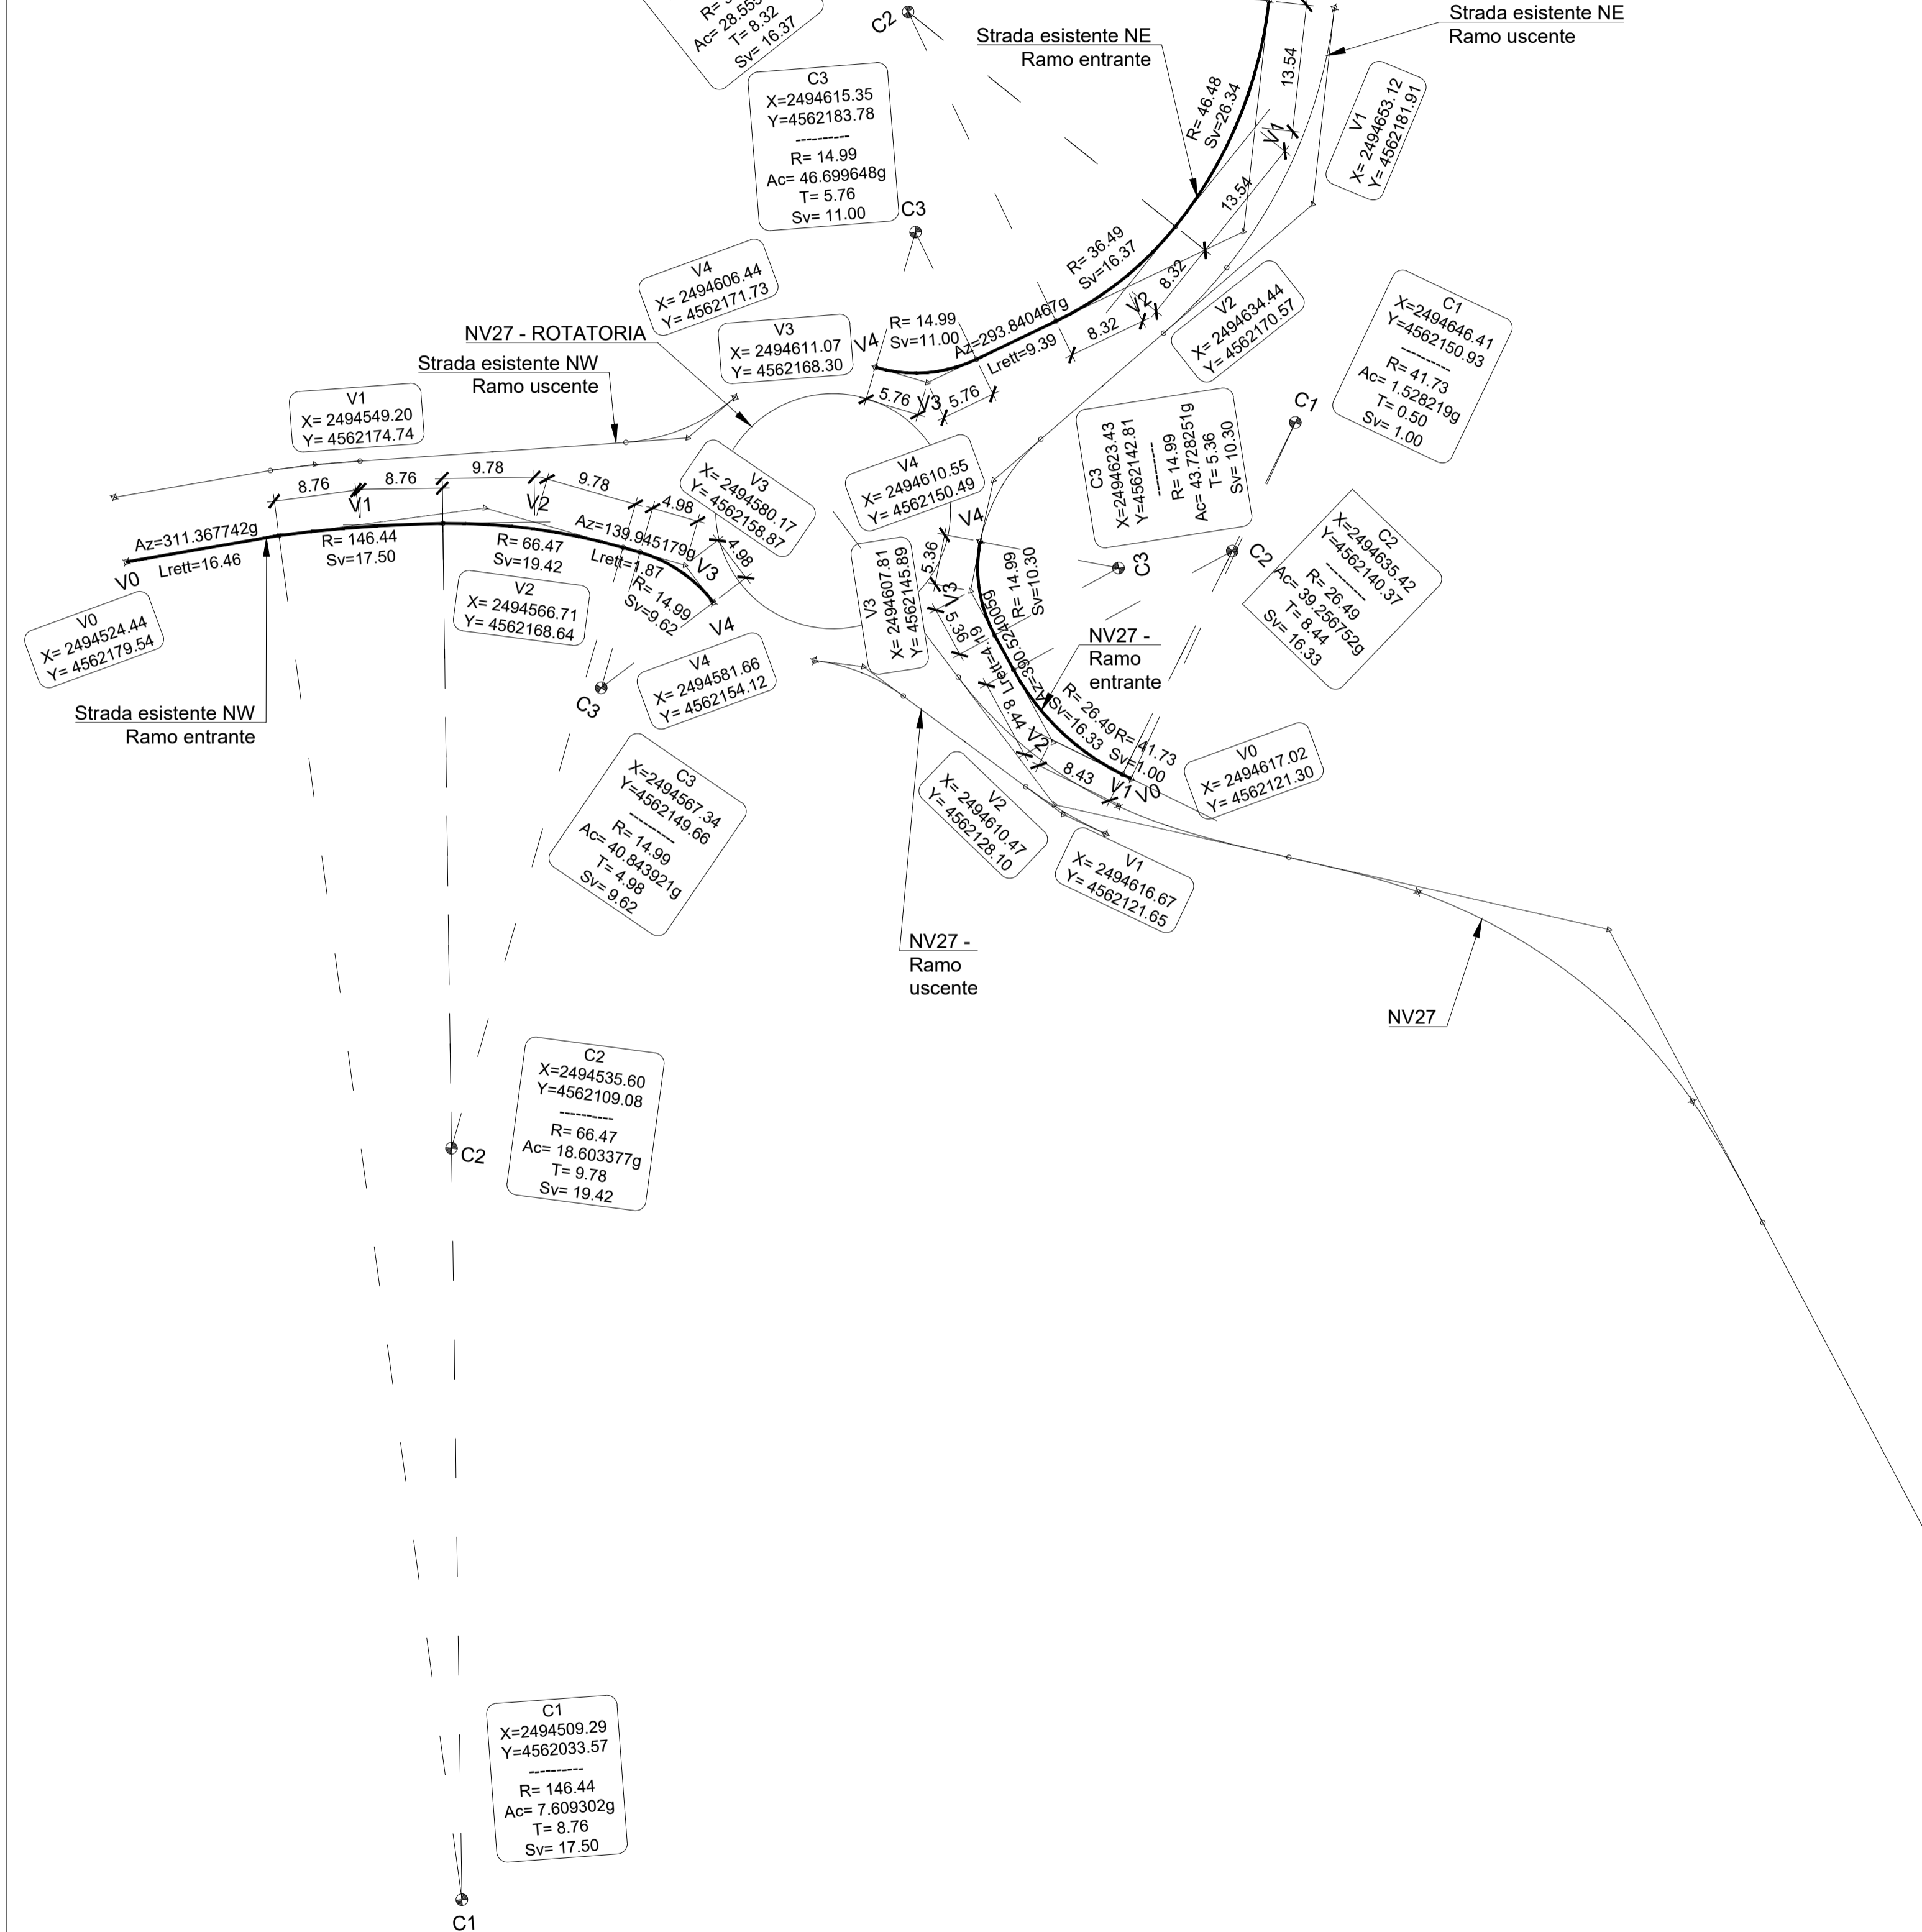 Ac= 28.555
T= 8.32
Sv= 16.37
C2
Strada esistente NE
Ramo entrante
Strada esistente NE
Ramo uscente
13.54
R= 46.48
Sv=26.34
V1
13.54
V1
X= 2494653.12
Y= 4562181.91
C3
X=2494615.35
Y=4562183.78
----------
R= 14.99
Ac= 46.699648g
T= 5.76
Sv= 11.00
C3
R= 36.49
Sv=16.37
8.32
V2
8.32
V2
X= 2494634.44
Y= 4562170.57
V4
X= 2494606.44
Y= 4562171.73
V3
X= 2494611.07
Y= 4562168.30
V4
R= 14.99
Sv=11.00
Az=293.840467g
Lrett=9.39
5.76
V3
5.76
C1
X=2494646.41
Y=4562150.93
----------
R= 41.73
Ac= 1.528219g
T= 0.50
Sv= 1.00
C1
NV27 - ROTATORIA
Strada esistente NW
Ramo uscente
V1
X= 2494549.20
Y= 4562174.74
8.76
V1
8.76
9.78
V2
9.78
4.98
4.98
V3
Az=311.367742g
Lrett=16.46
V0
R= 146.44
Sv=17.50
R= 66.47
Sv=19.42
Az=139.945179g
Lrett=1.87
R= 14.99
Sv=9.62
V4
V3
X= 2494580.17
Y= 4562158.87
V4
X= 2494610.55
Y= 4562150.49
C3
X=2494623.43
Y=4562142.81
----------
R= 14.99
Ac= 43.728251g
T= 5.36
Sv= 10.30
C3
C2
C2
X=2494635.42
Y=4562140.37
----------
R= 26.49
Ac= 39.256752g
T= 8.44
Sv= 16.33
V0
X= 2494524.44
Y= 4562179.54
V2
X= 2494566.71
Y= 4562168.64
V4
X= 2494581.66
Y= 4562154.12
V3
X= 2494607.81
Y= 4562145.89
V4
5.36
V3
5.36
R= 14.99
Sv=10.30
Az=390.524005g
Lrett=4.19
8.44
V2
8.43
R= 26.49
Sv=16.33
R= 41.73
Sv=1.00
V1
V0
NV27 -
Ramo
entrante
C3
Strada esistente NW
Ramo entrante
C3
X=2494567.34
Y=4562149.66
----------
R= 14.99
Ac= 40.843921g
T= 4.98
Sv= 9.62
V0
X= 2494617.02
Y= 4562121.30
V2
X= 2494610.47
Y= 4562128.10
V1
X= 2494616.67
Y= 4562121.65
NV27 -
Ramo
uscente
NV27
C2
X=2494535.60
Y=4562109.08
----------
R= 66.47
Ac= 18.603377g
T= 9.78
Sv= 19.42
C2
C1
X=2494509.29
Y=4562033.57
----------
R= 146.44
Ac= 7.609302g
T= 8.76
Sv= 17.50
C1